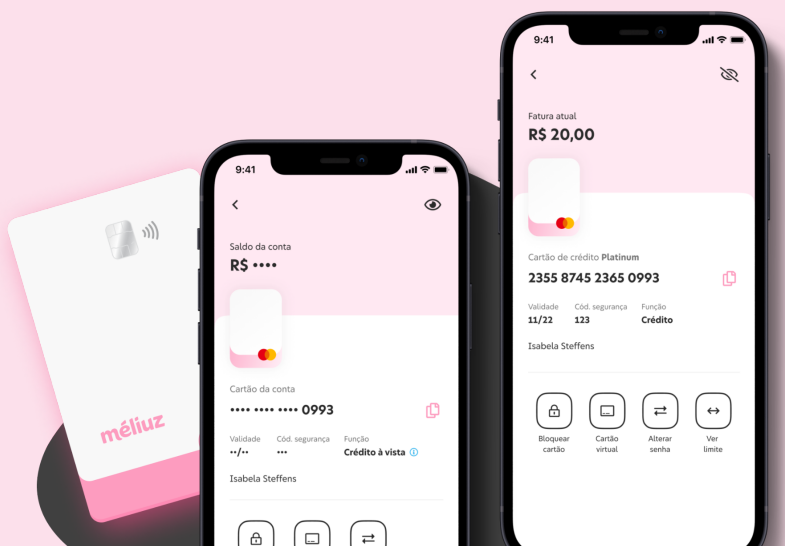 méliuz
9:41
Saldo da conta
R$ ••••
Cartão da conta
•••• •••• •••• 0993
Validade Cód. segurança Função
••/•• ••• Crédito à vista
Isabela Steffens
9:41
Fatura atual
R$ 20,00
Cartão de crédito Platinum
2355 8745 2365 0993
Validade Cód. segurança Função
11/22 123 Crédito
Isabela Steffens
Bloquear cartão
Cartão virtual
Alterar senha
Ver limite